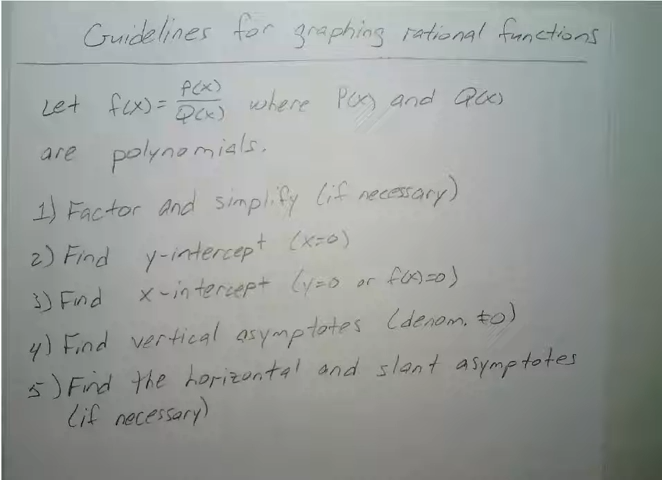 Guidelines for graphing rational functions
Let f(x) = P(x)/Q(x) where P(x) and Q(x)
are polynomials.
1) Factor and simplify (if necessary)
2) Find y-intercept (x=0)
3) Find x-intercept (y=0 or f(x)=0)
4) Find vertical asymptotes (denom. ≠0)
5) Find the horizontal and slant asymptotes
(if necessary)